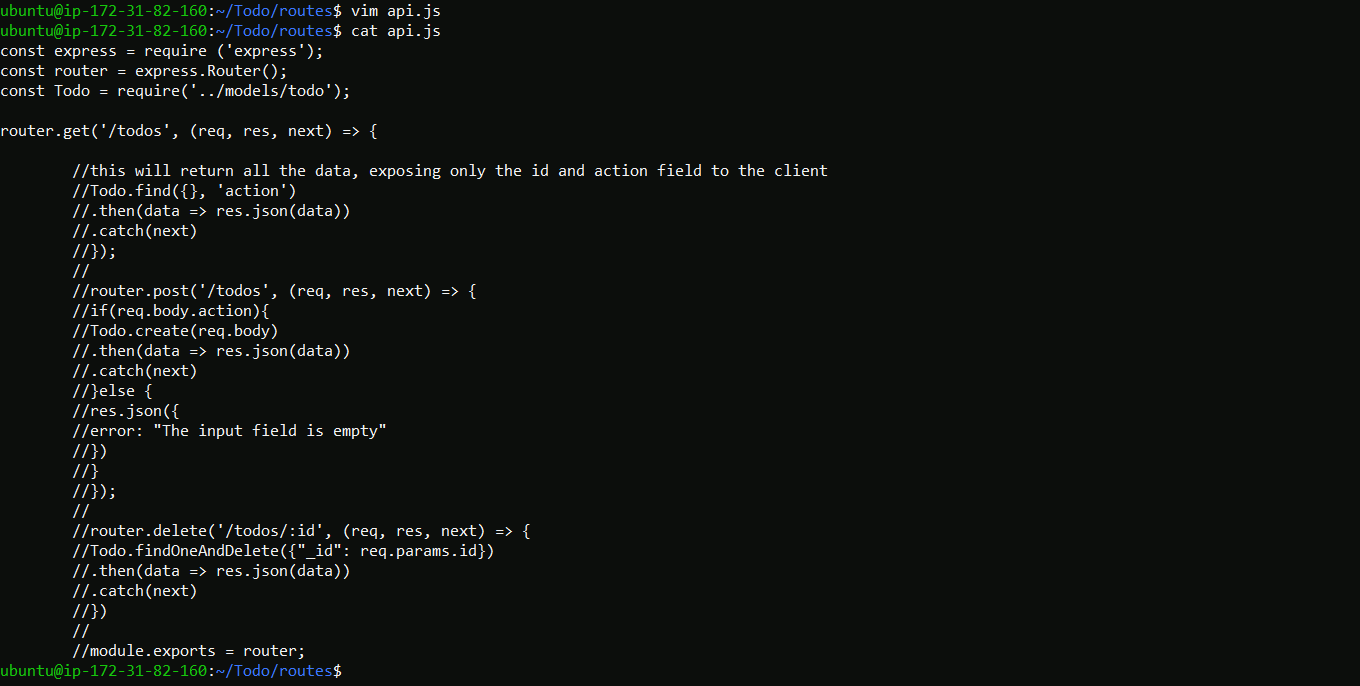 ubuntu@ip-172-31-82-160:~/Todo/routes$ vim api.js
ubuntu@ip-172-31-82-160:~/Todo/routes$ cat api.js
const express = require ('express');
const router = express.Router();
const Todo = require('../models/todo');

router.get('/todos', (req, res, next) => {

        //this will return all the data, exposing only the id and action field to the client
        //Todo.find({}, 'action')
        //.then(data => res.json(data))
        //.catch(next)
        //});
        //
        //router.post('/todos', (req, res, next) => {
        //if(req.body.action){
        //Todo.create(req.body)
        //.then(data => res.json(data))
        //.catch(next)
        //}else {
        //res.json({
        //error: "The input field is empty"
        //})
        //}
        //});
        //
        //router.delete('/todos/:id', (req, res, next) => {
        //Todo.findOneAndDelete({"_id": req.params.id})
        //.then(data => res.json(data))
        //.catch(next)
        //})
        //
        //module.exports = router;
ubuntu@ip-172-31-82-160:~/Todo/routes$